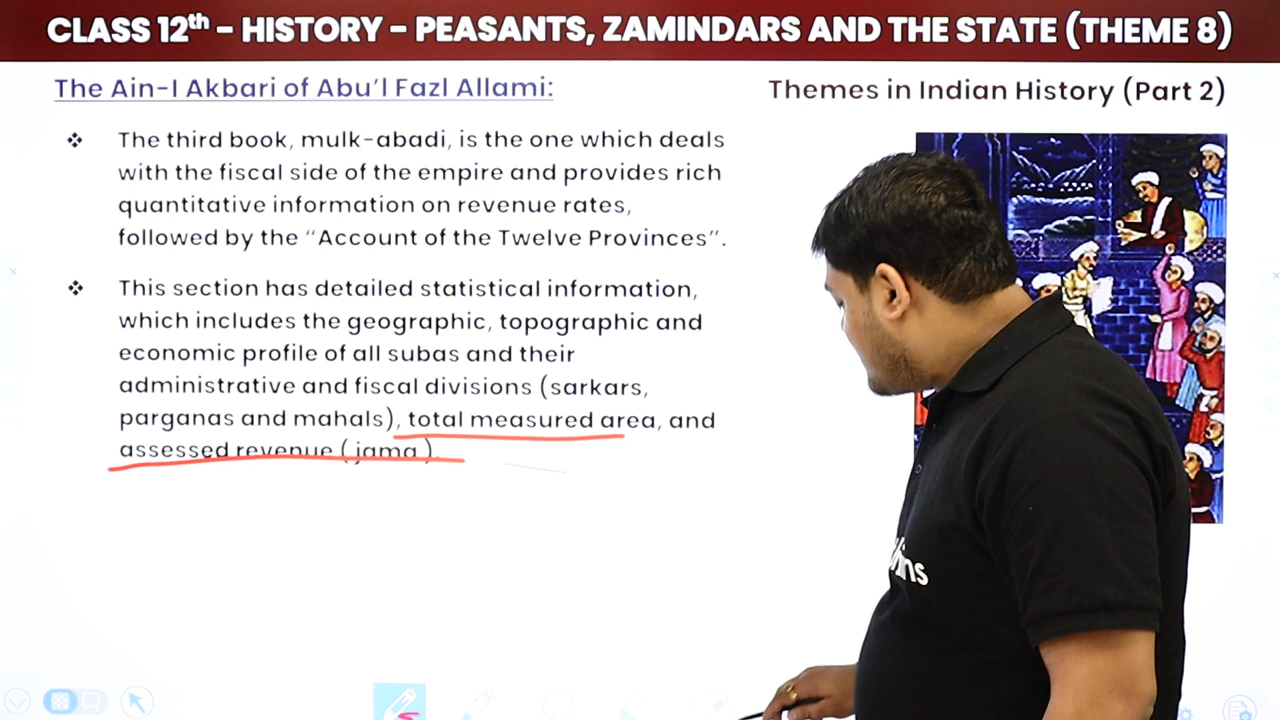 CLASS 12th – HISTORY – PEASANTS, ZAMINDARS AND THE STATE (THEME 8)
The Ain-I Akbari of Abu’l Fazl Allami:
Themes in Indian History (Part 2)
❖ The third book, mulk-abadi, is the one which deals
with the fiscal side of the empire and provides rich
quantitative information on revenue rates,
followed by the “Account of the Twelve Provinces”.
❖ This section has detailed statistical information,
which includes the geographic, topographic and
economic profile of all subas and their
administrative and fiscal divisions (sarkars,
parganas and mahals), total measured area, and
assessed revenue ( jama ).